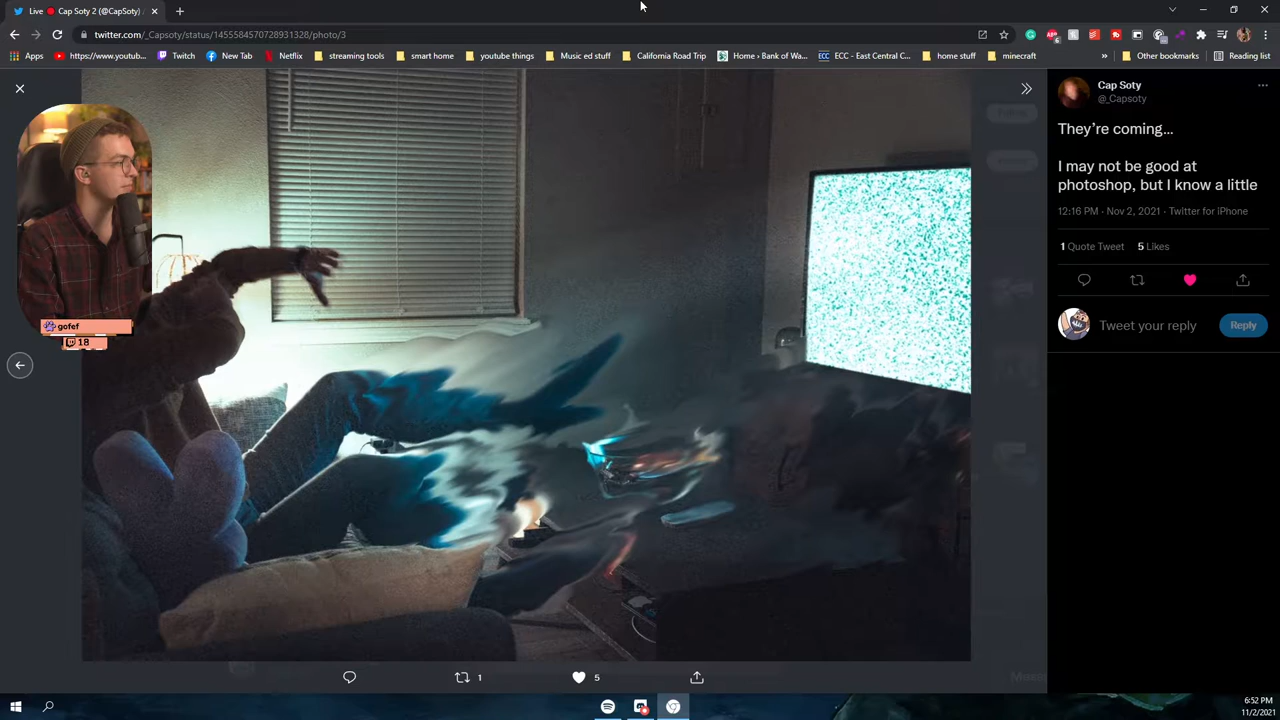 Live 🔴 Cap Soty 2 (@CapSoty) /
twitter.com/_Capsoty/status/1455584570728931328/photo/3
Apps
https://www.youtub...
Twitch
New Tab
Netflix
streaming tools
smart home
youtube things
Music ed stuff
California Road Trip
Home › Bank of Wa...
ECC - East Central C...
home stuff
minecraft
»
Other bookmarks
Reading list
Cap Soty
@_Capsoty
They're coming...
I may not be good at
photoshop, but I know a little
12:16 PM · Nov 2, 2021 · Twitter for iPhone
1 Quote Tweet 5 Likes
Tweet your reply
Reply
gofef
18
1
5
6:52 PM
11/2/2021